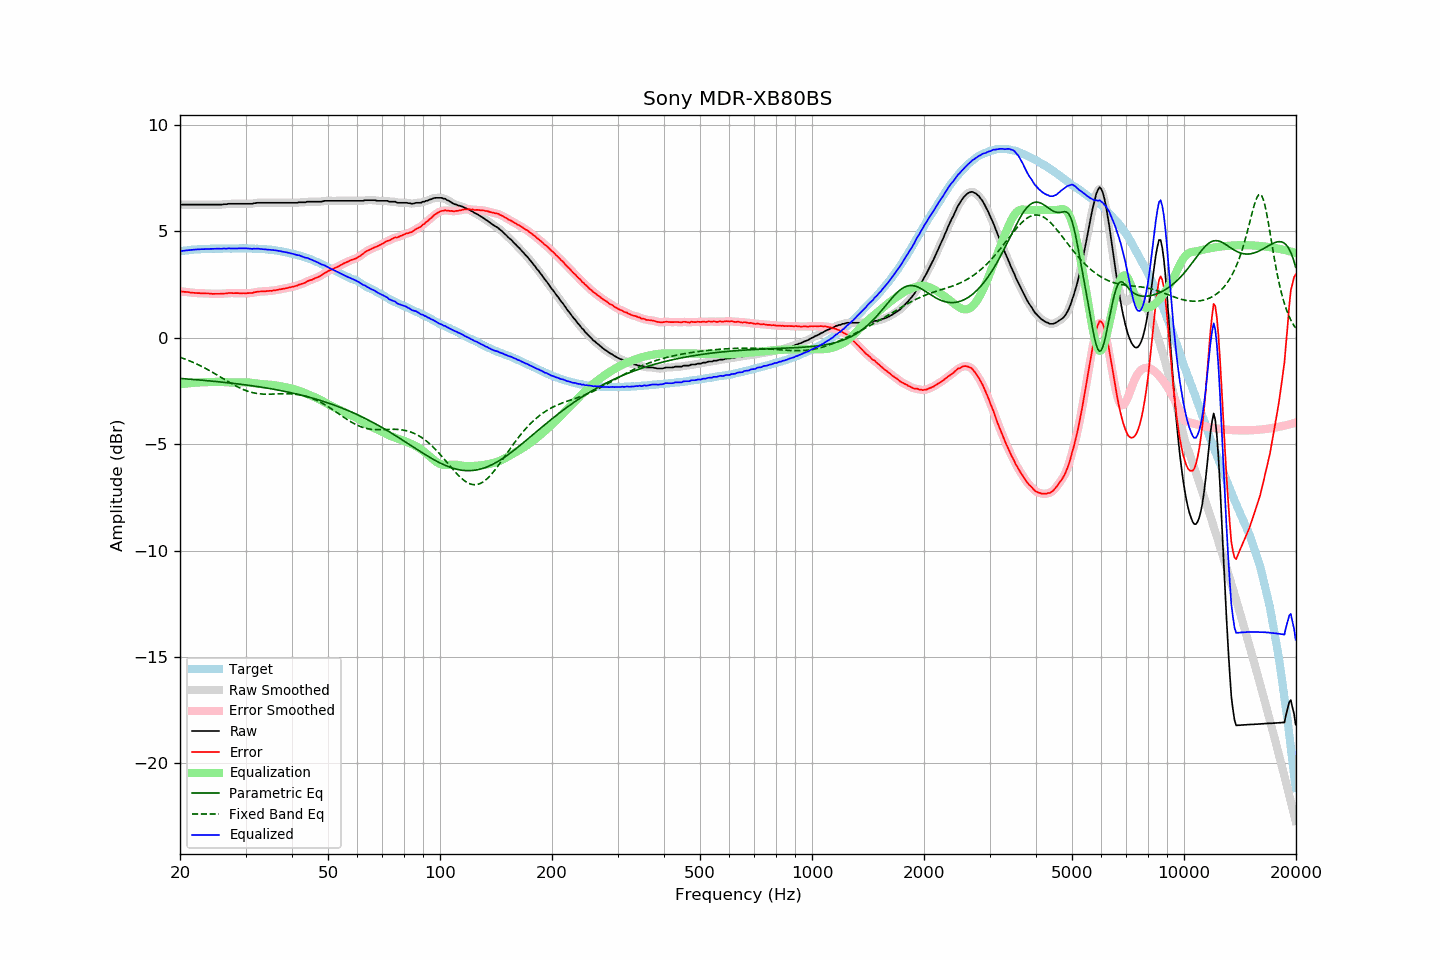 Sony MDR-XB80BS
Amplitude (dBr)
10
5
0
−5
−10
−15
−20
Target
Raw Smoothed
Error Smoothed
Raw
Error
Equalization
Parametric Eq
Fixed Band Eq
Equalized
20 50 100 200 500 1000 2000 5000 10000 20000
Frequency (Hz)